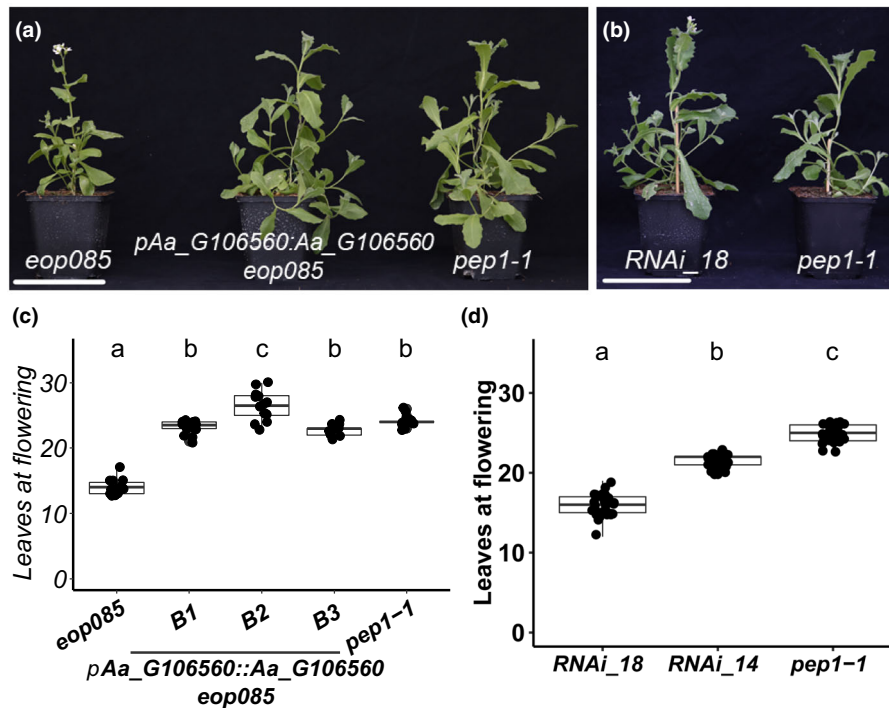 (a)
eop085
pAa_G106560:Aa_G106560
eop085
pep1-1
(b)
RNAi_18
pep1-1
(c)
Leaves at flowering
30
20
10
0
a
b
c
b
b
eop085
B1
B2
B3
pep1-1
pAa_G106560::Aa_G106560
eop085
(d)
Leaves at flowering
30
20
10
0
a
b
c
RNAi_18
RNAi_14
pep1-1